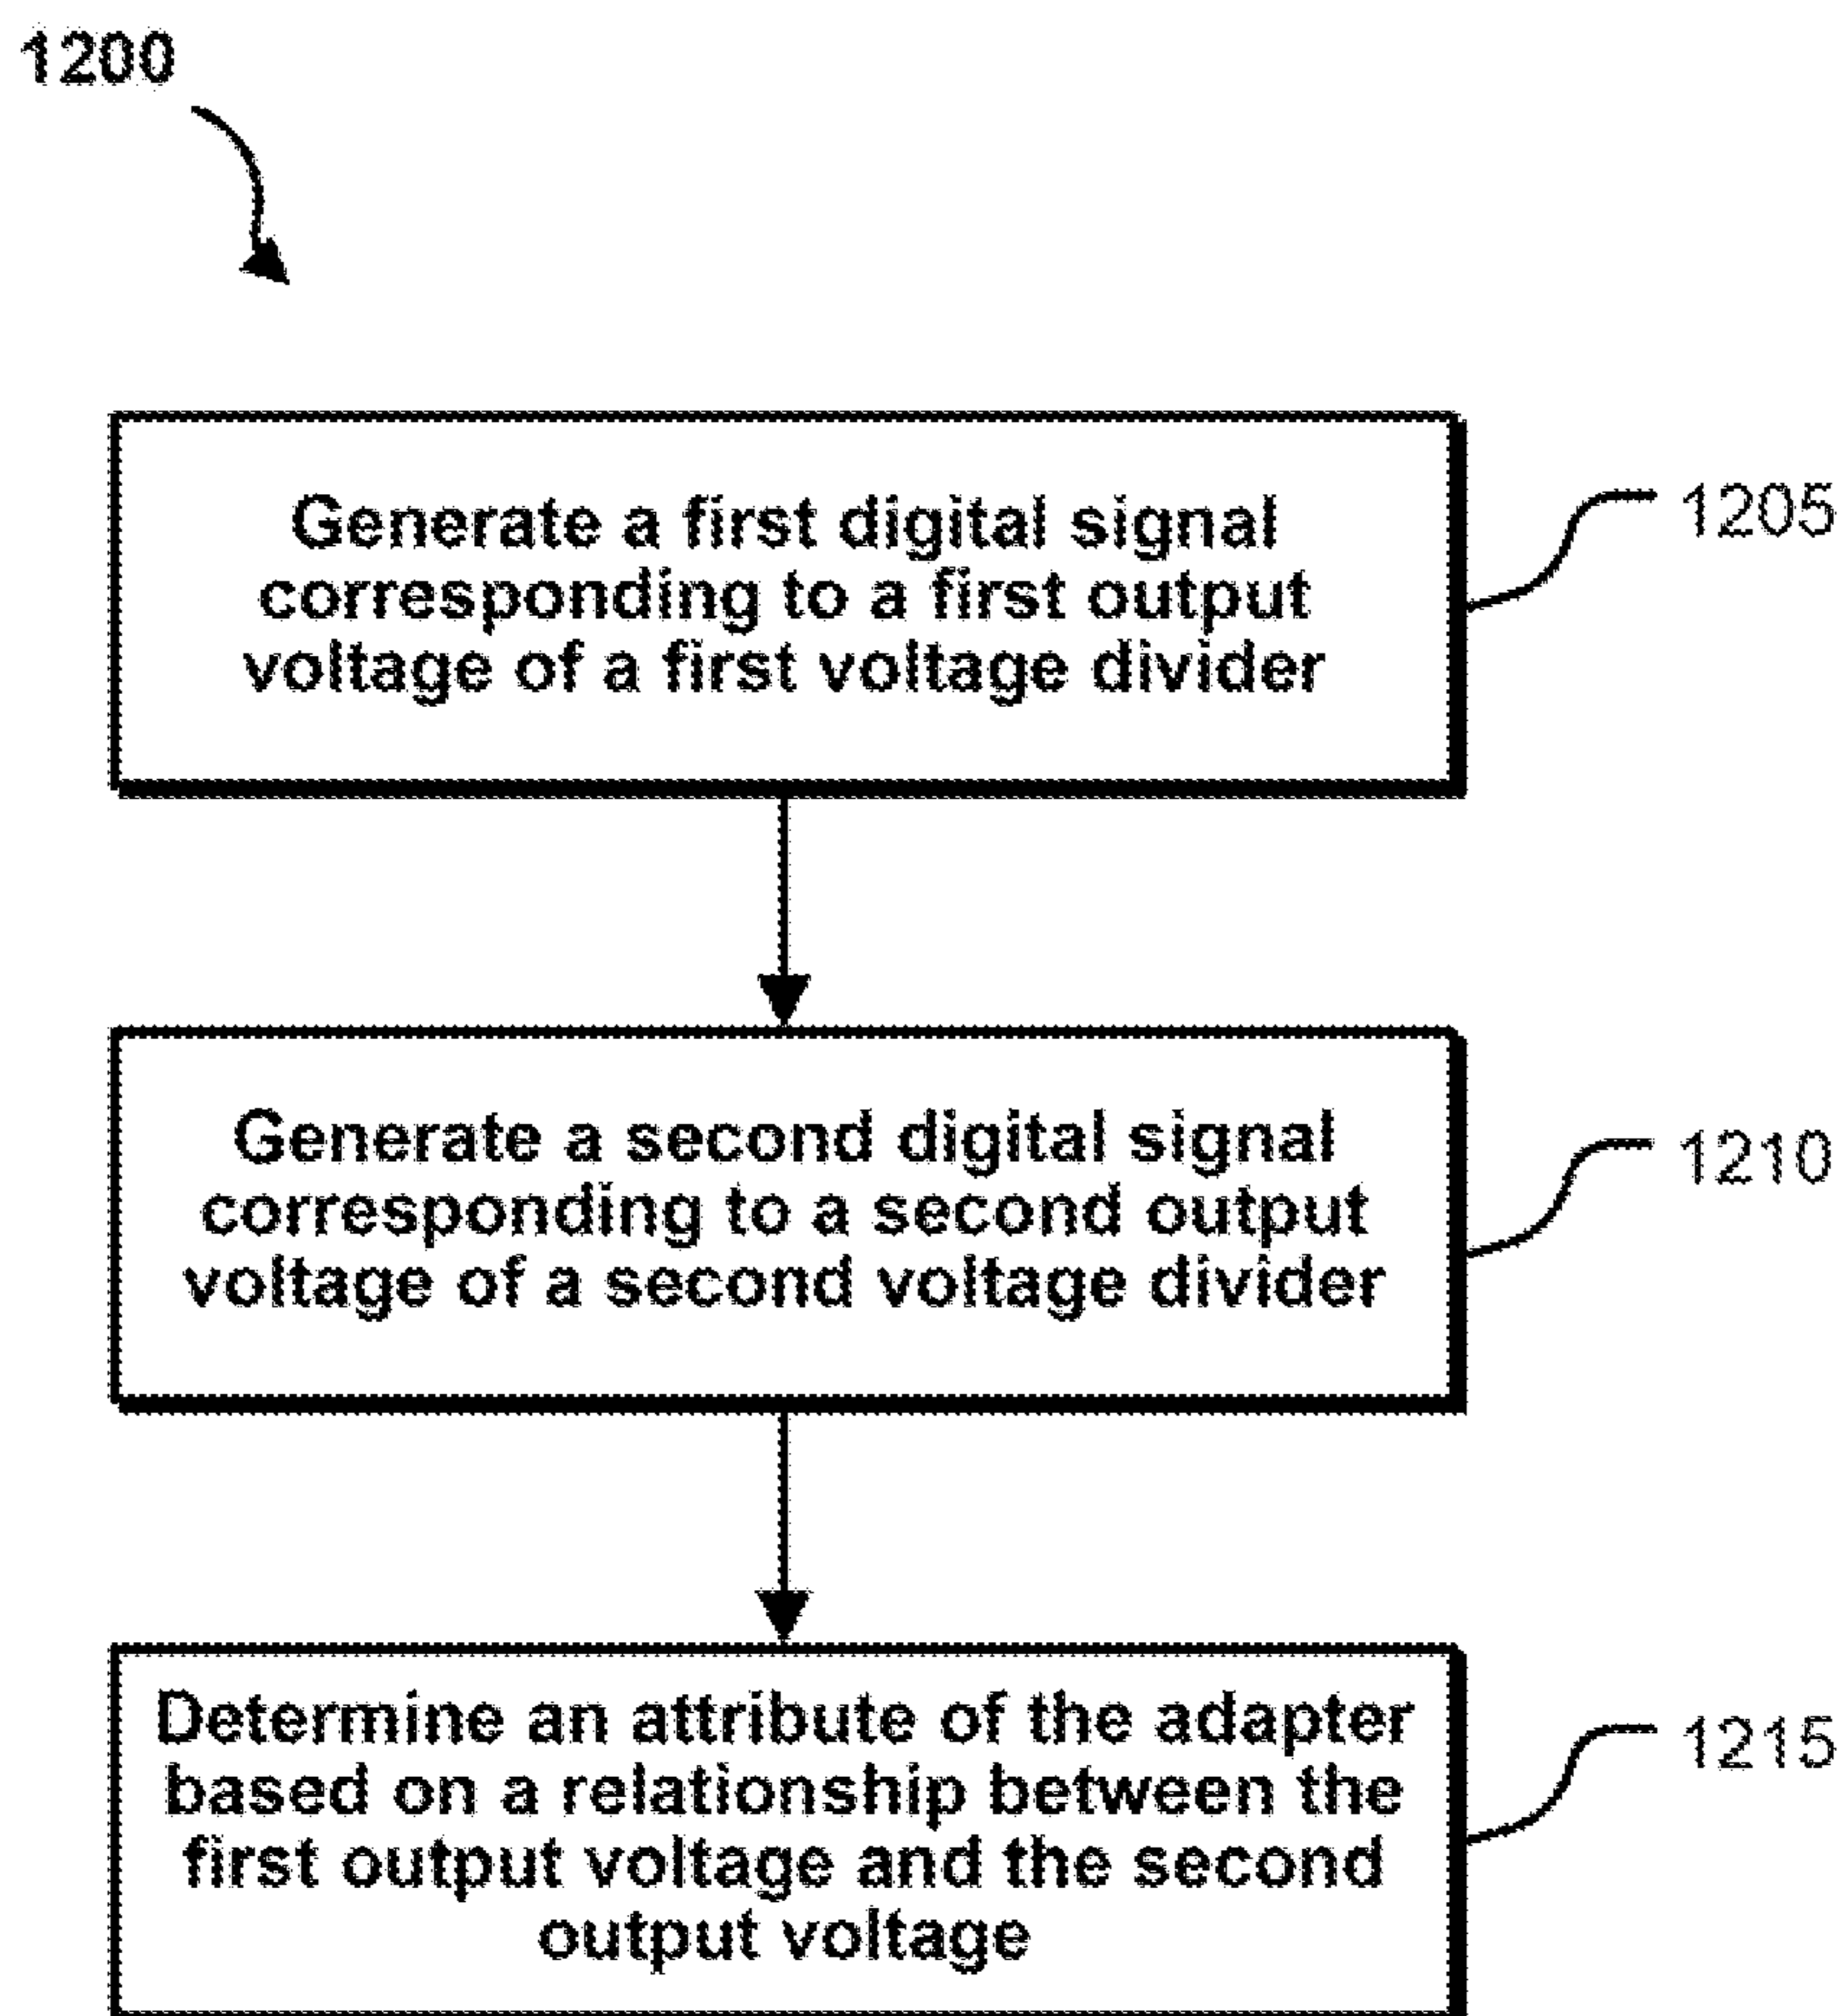 1200
Generate a first digital signal
corresponding to a first output
voltage of a first voltage divider
1205
Generate a second digital signal
corresponding to a second output
voltage of a second voltage divider
1210
Determine an attribute of the adapter
based on a relationship between the
first output voltage and the second
output voltage
1215